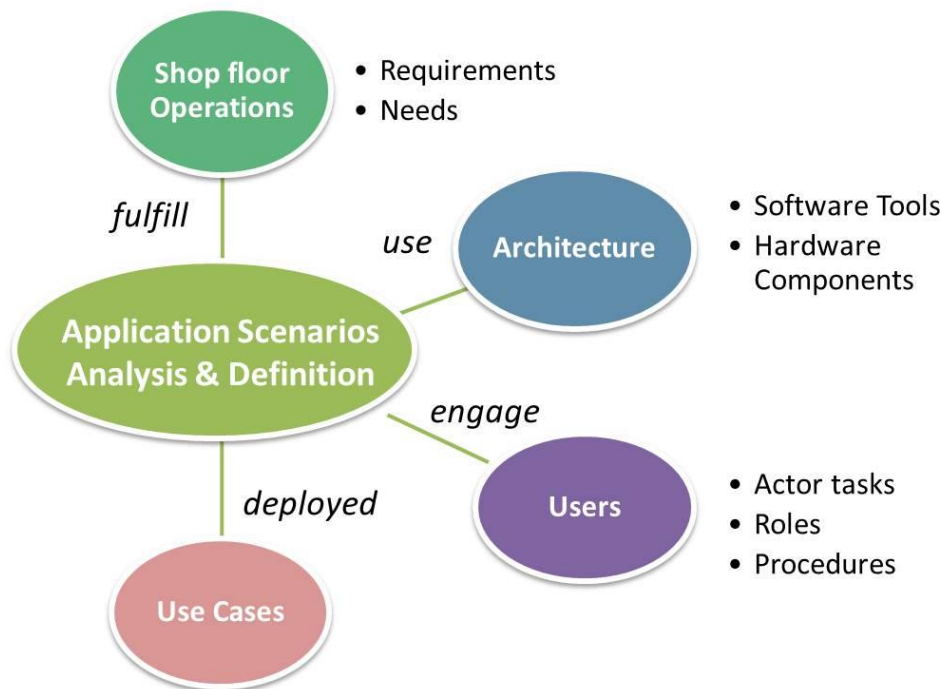 Shop floor
Operations
• Requirements
• Needs
fulfill
use
Architecture
• Software Tools
• Hardware
Components
Application Scenarios
Analysis & Definition
engage
Users
• Actor tasks
• Roles
• Procedures
deployed
Use Cases